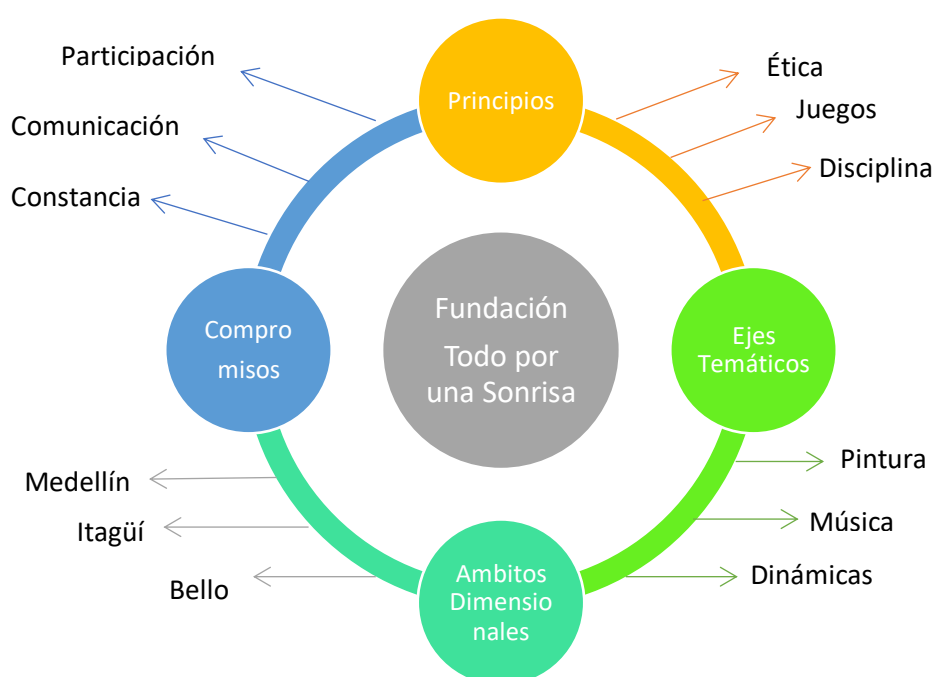 Participación
Comunicación
Constancia
Principios
Ética
Juegos
Disciplina
Compro
misos
Fundación
Todo por
una Sonrisa
Ejes
Temáticos
Medellín
Itagüí
Bello
Ambitos
Dimensio
nales
Pintura
Música
Dinámicas